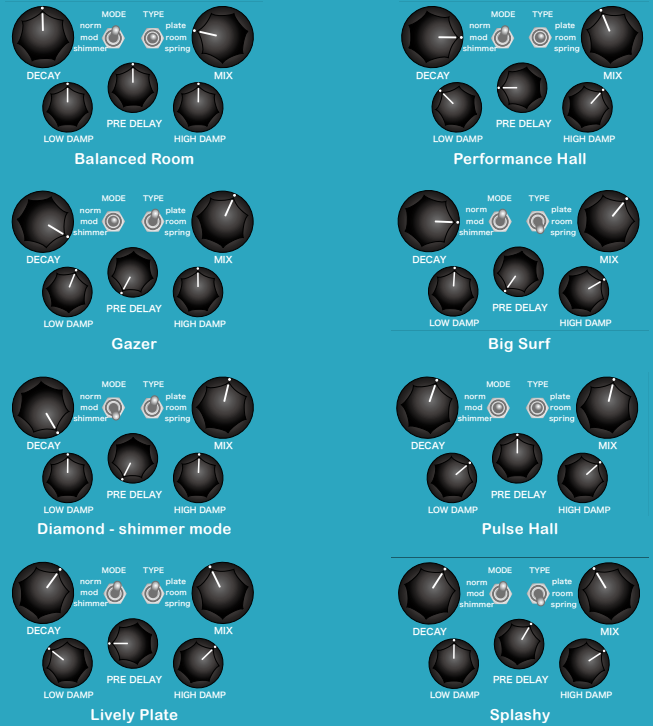 MODE TYPE
norm plate
mod room
shimmer spring
DECAY MIX
PRE DELAY
LOW DAMP HIGH DAMP
Balanced Room
MODE TYPE
norm plate
mod room
shimmer spring
DECAY MIX
PRE DELAY
LOW DAMP HIGH DAMP
Performance Hall
MODE TYPE
norm plate
mod room
shimmer spring
DECAY MIX
PRE DELAY
LOW DAMP HIGH DAMP
Gazer
MODE TYPE
norm plate
mod room
shimmer spring
DECAY MIX
PRE DELAY
LOW DAMP HIGH DAMP
Big Surf
MODE TYPE
norm plate
mod room
shimmer spring
DECAY MIX
PRE DELAY
LOW DAMP HIGH DAMP
Diamond - shimmer mode
MODE TYPE
norm plate
mod room
shimmer spring
DECAY MIX
PRE DELAY
LOW DAMP HIGH DAMP
Pulse Hall
MODE TYPE
norm plate
mod room
shimmer spring
DECAY MIX
PRE DELAY
LOW DAMP HIGH DAMP
Lively Plate
MODE TYPE
norm plate
mod room
shimmer spring
DECAY MIX
PRE DELAY
LOW DAMP HIGH DAMP
Splashy